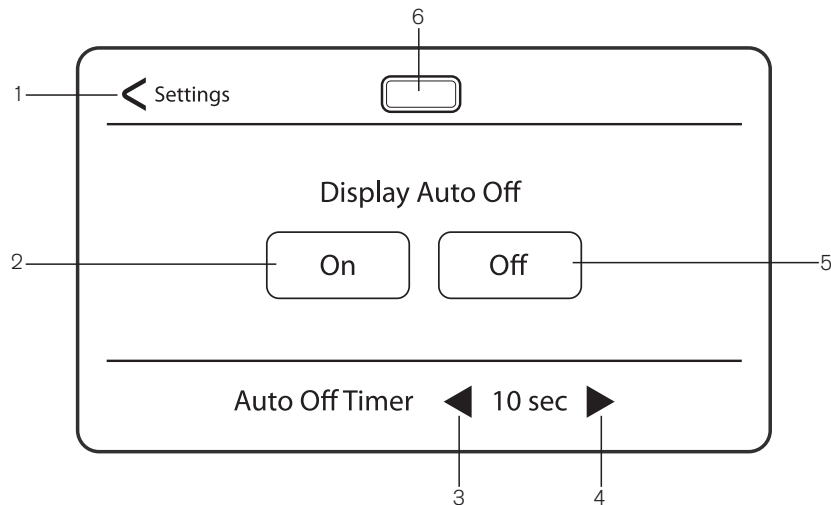 6
1 Settings
Display Auto Off
2 On Off 5
Auto Off Timer 10 sec
3 4